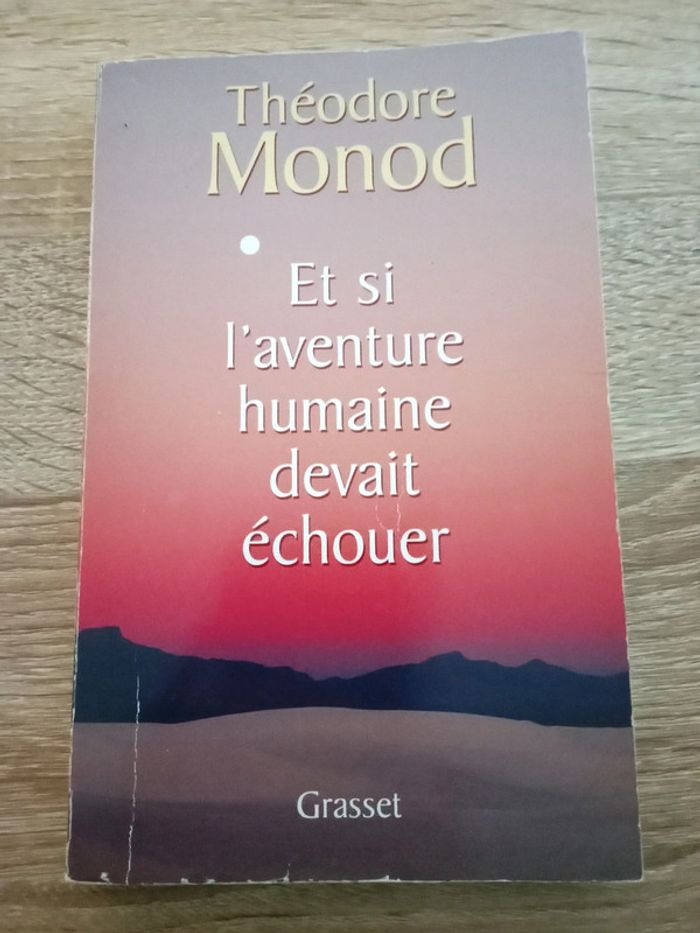 Théodore
Monod
Et si
l'aventure
humaine
devait
échouer
Grasset